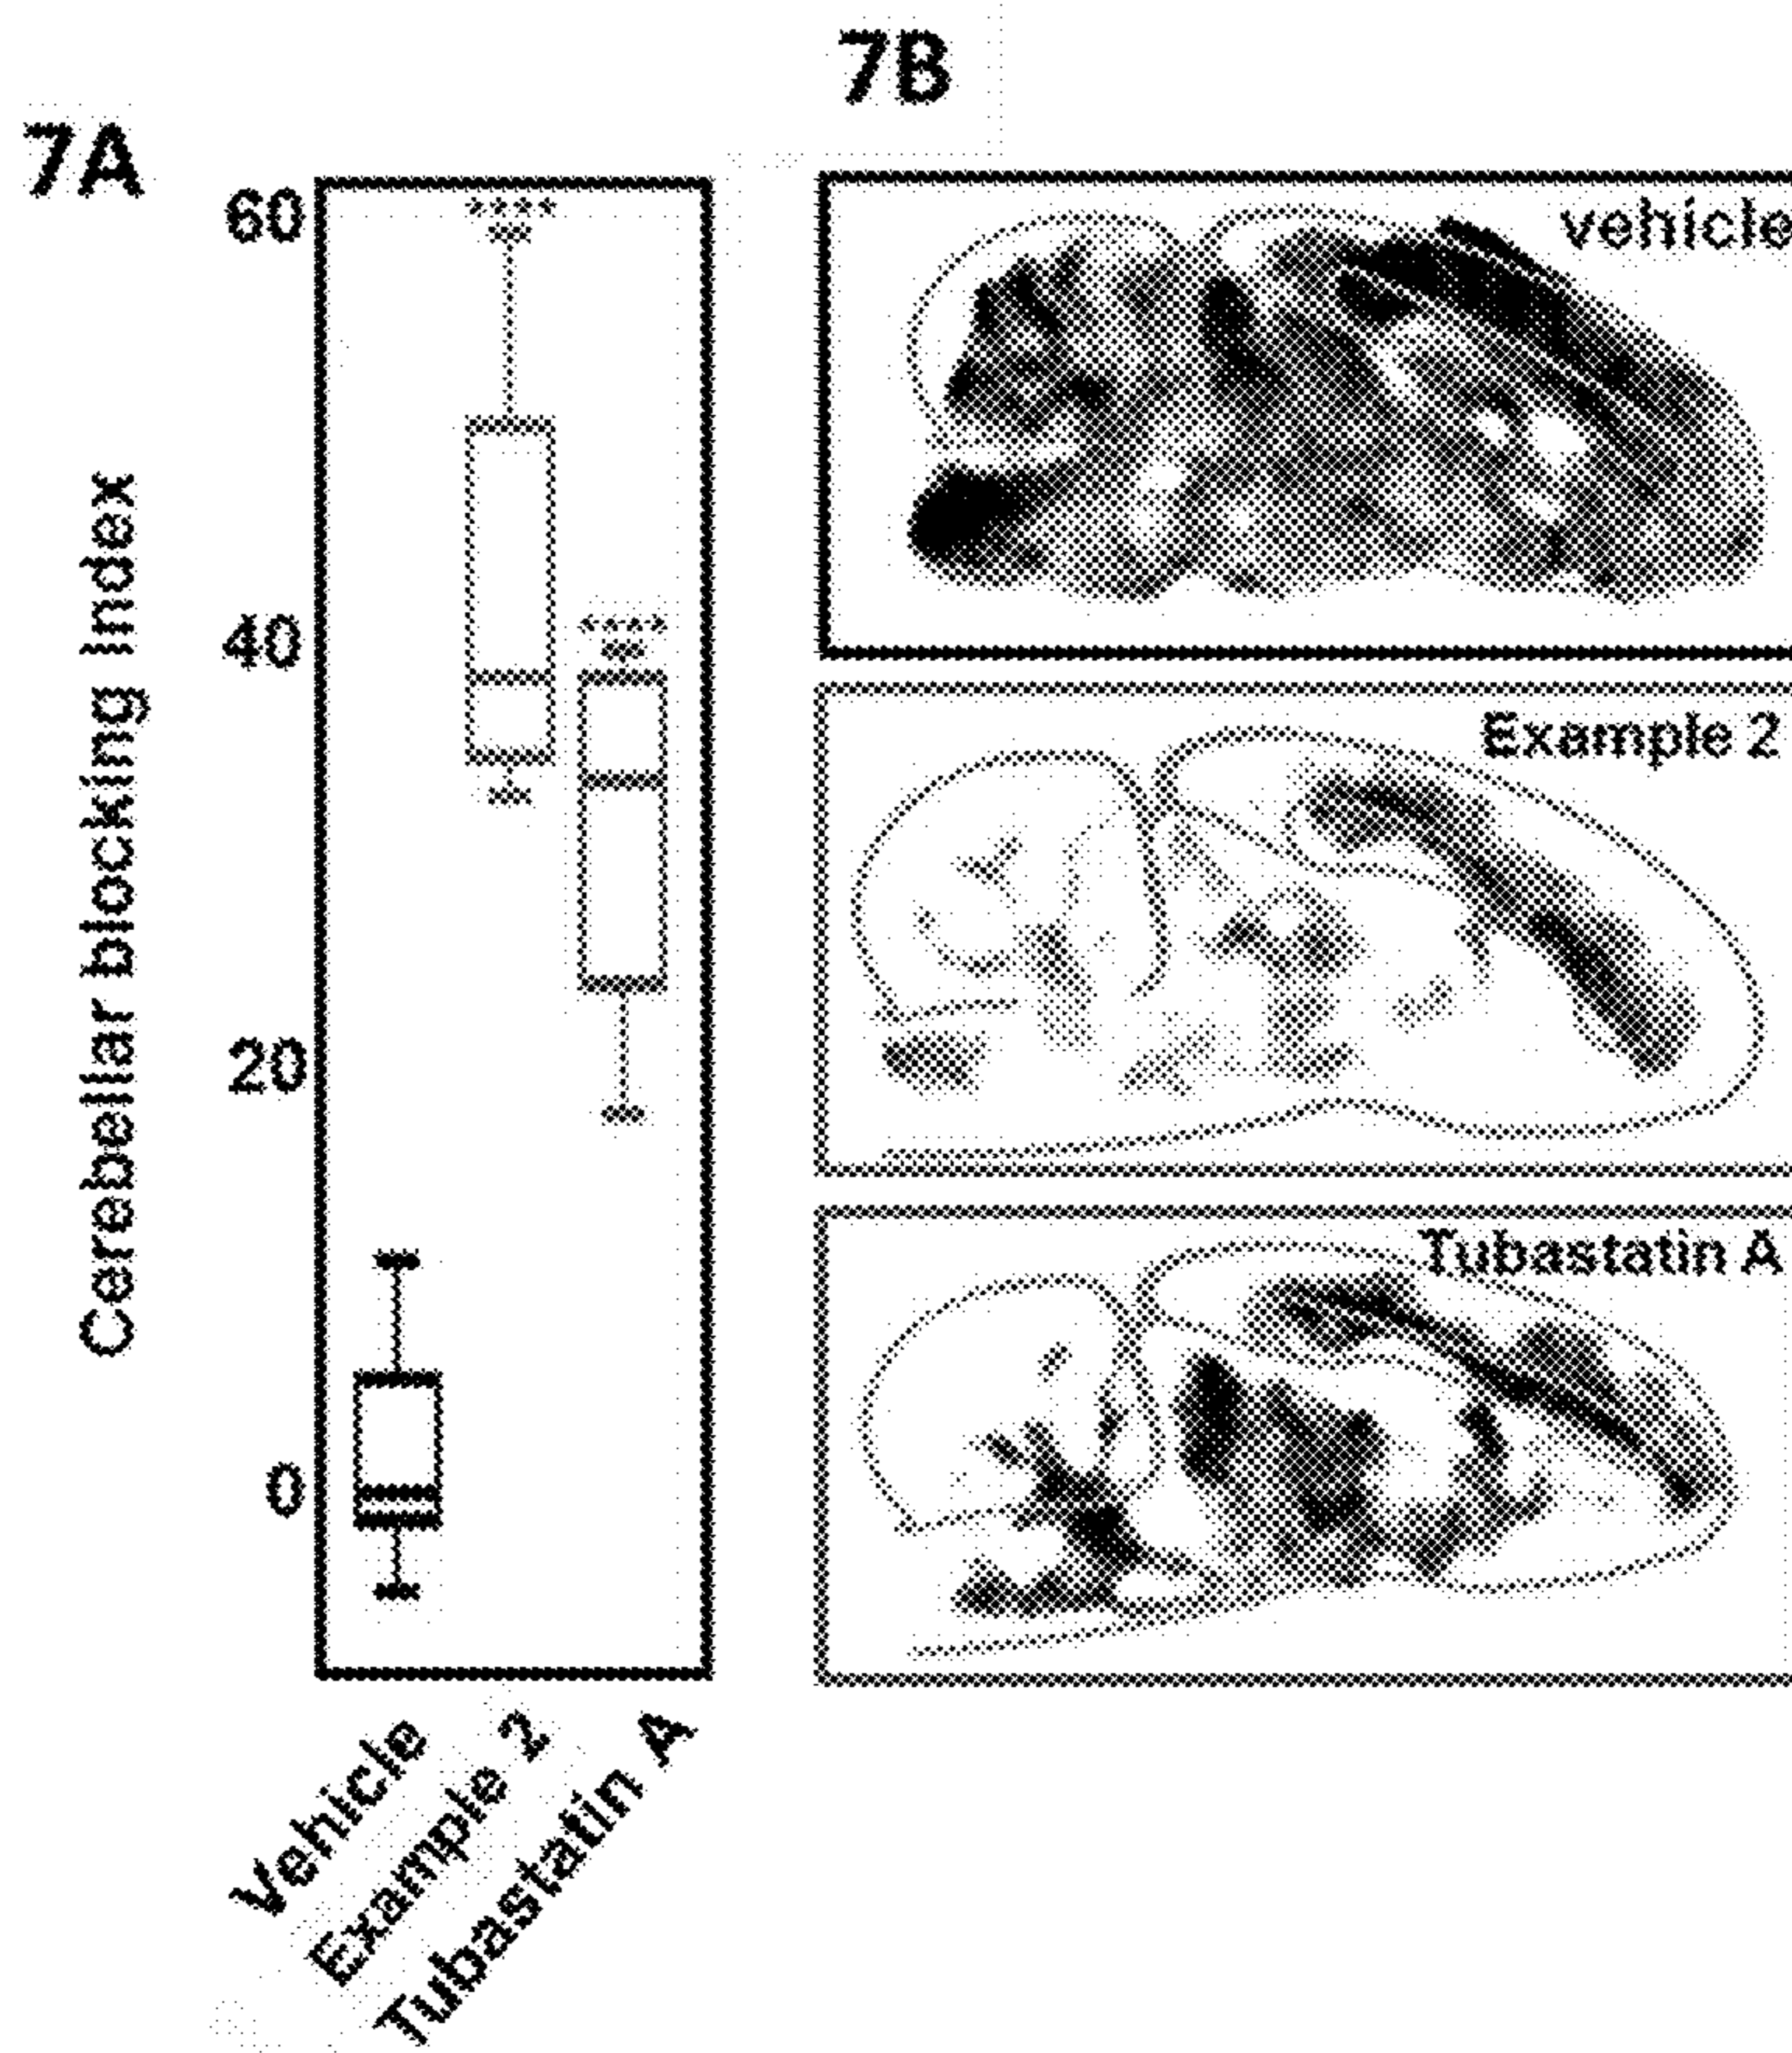 7A
Cerebellar blocking Index
60
40
20
0
****
****
Vehicle
Example 2
Tubastatin A
7B
vehicle
Example 2
Tubastatin A